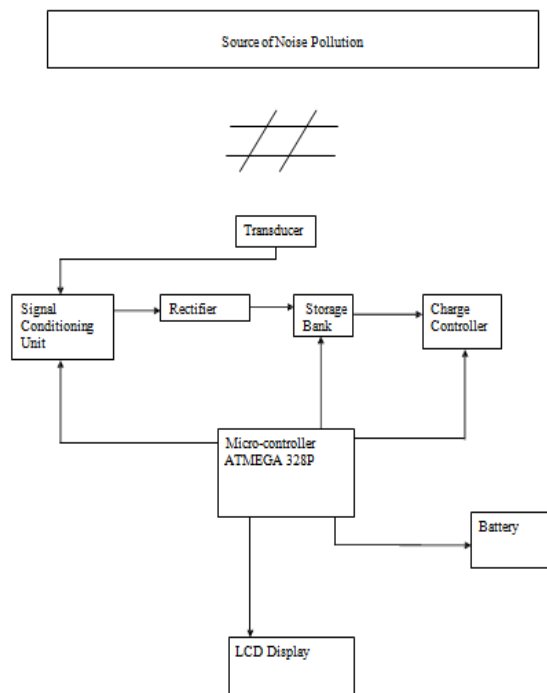 Source of Noise Pollution
Transducer
Signal
Conditioning
Unit
Rectifier
Storage
Bank
Charge
Controller
Micro-controller
ATMEGA 328P
Battery
LCD Display